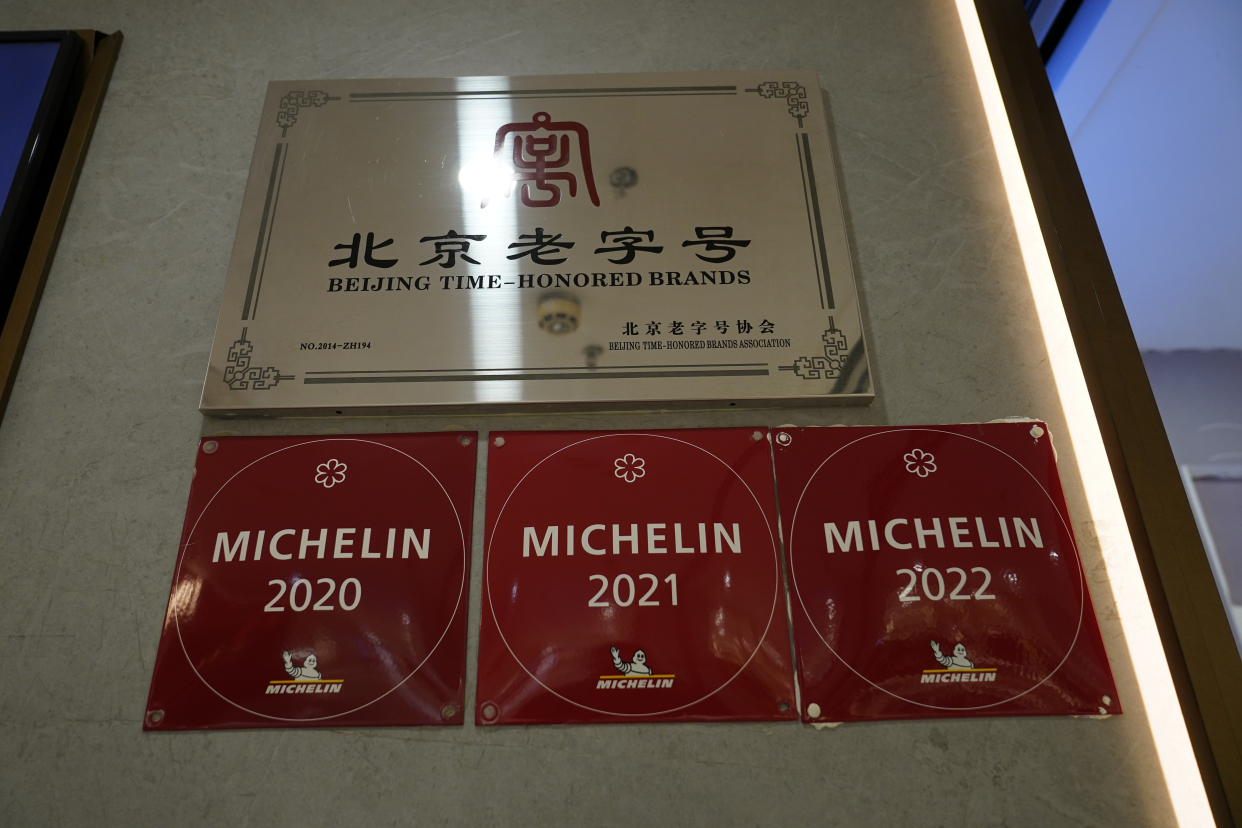 北京老字号
BEIJING TIME-HONORED BRANDS
NO.2014-ZH194
北京老字号协会
BEIJING TIME-HONORED BRANDS ASSOCIATION
MICHELIN
2020
MICHELIN
MICHELIN
2021
MICHELIN
MICHELIN
2022
MICHELIN